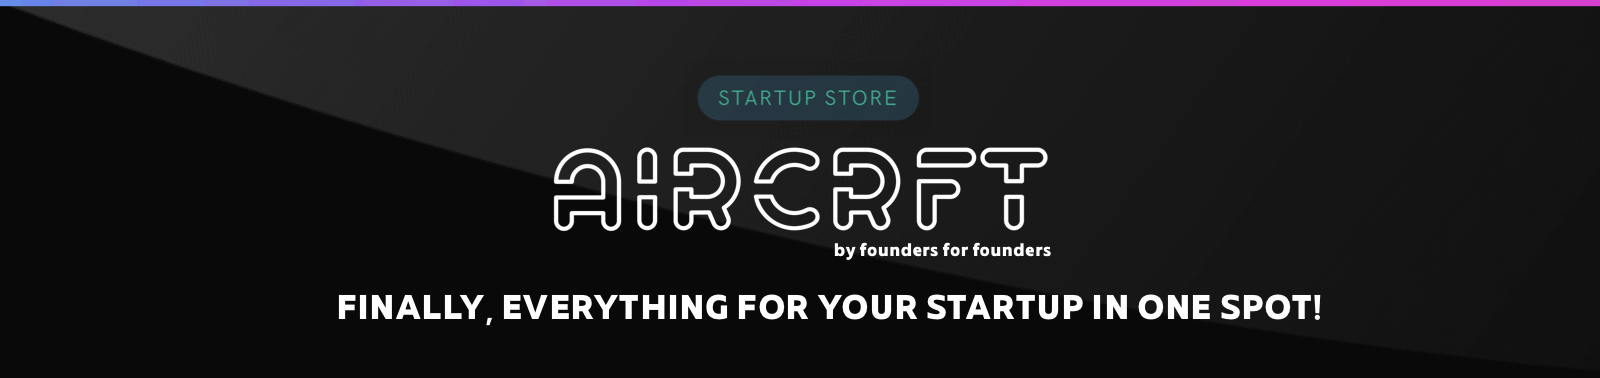 STARTUP STORE
AIRCRFT
by founders for founders
FINALLY, EVERYTHING FOR YOUR STARTUP IN ONE SPOT!